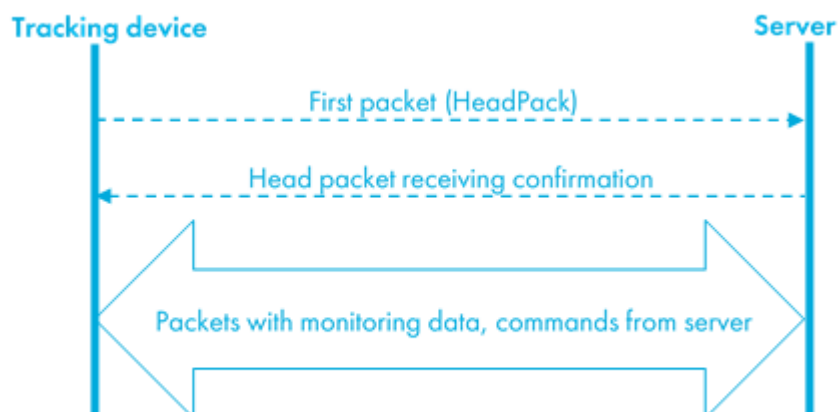 Tracking device
Server
First packet (HeadPack)
Head packet receiving confirmation
Packets with monitoring data, commands from server